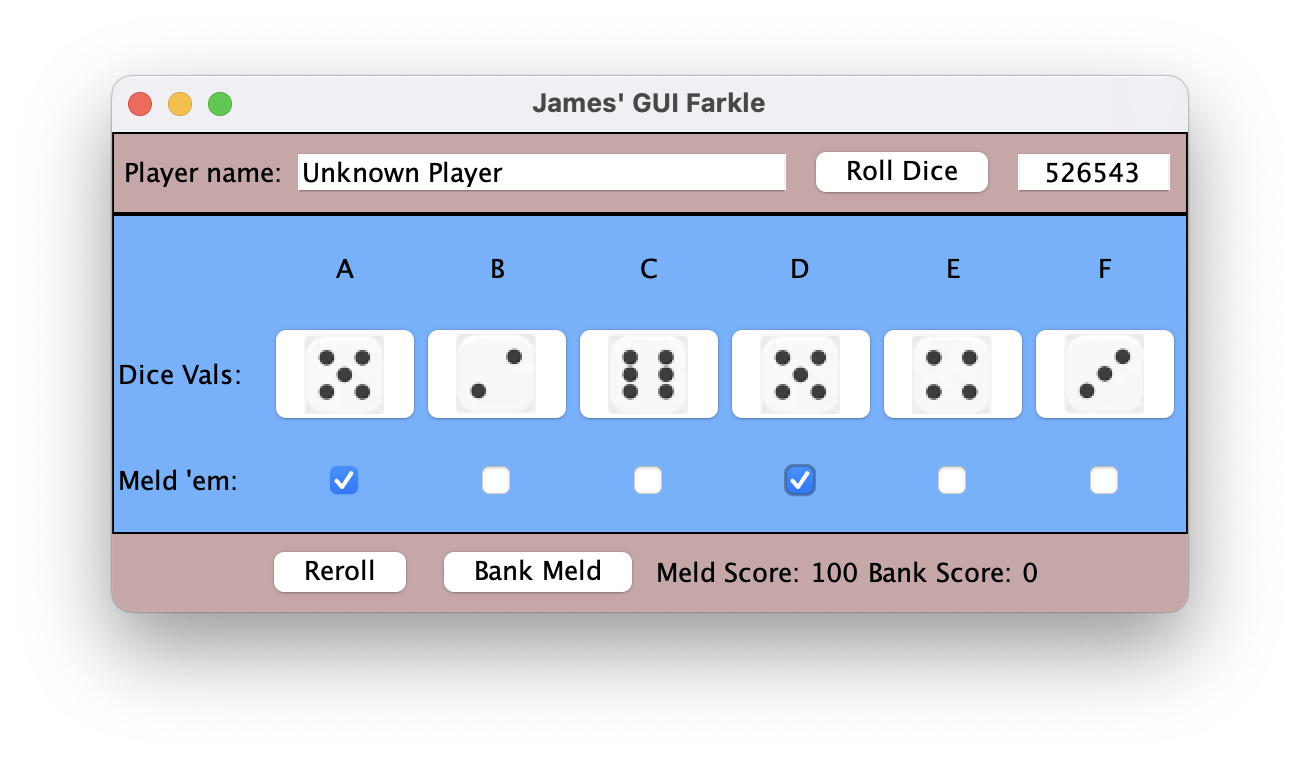 James' GUI Farkle
Player name: Unknown Player Roll Dice 526543
A B C D E F
Dice Vals:
Meld 'em:
Reroll Bank Meld Meld Score: 100 Bank Score: 0